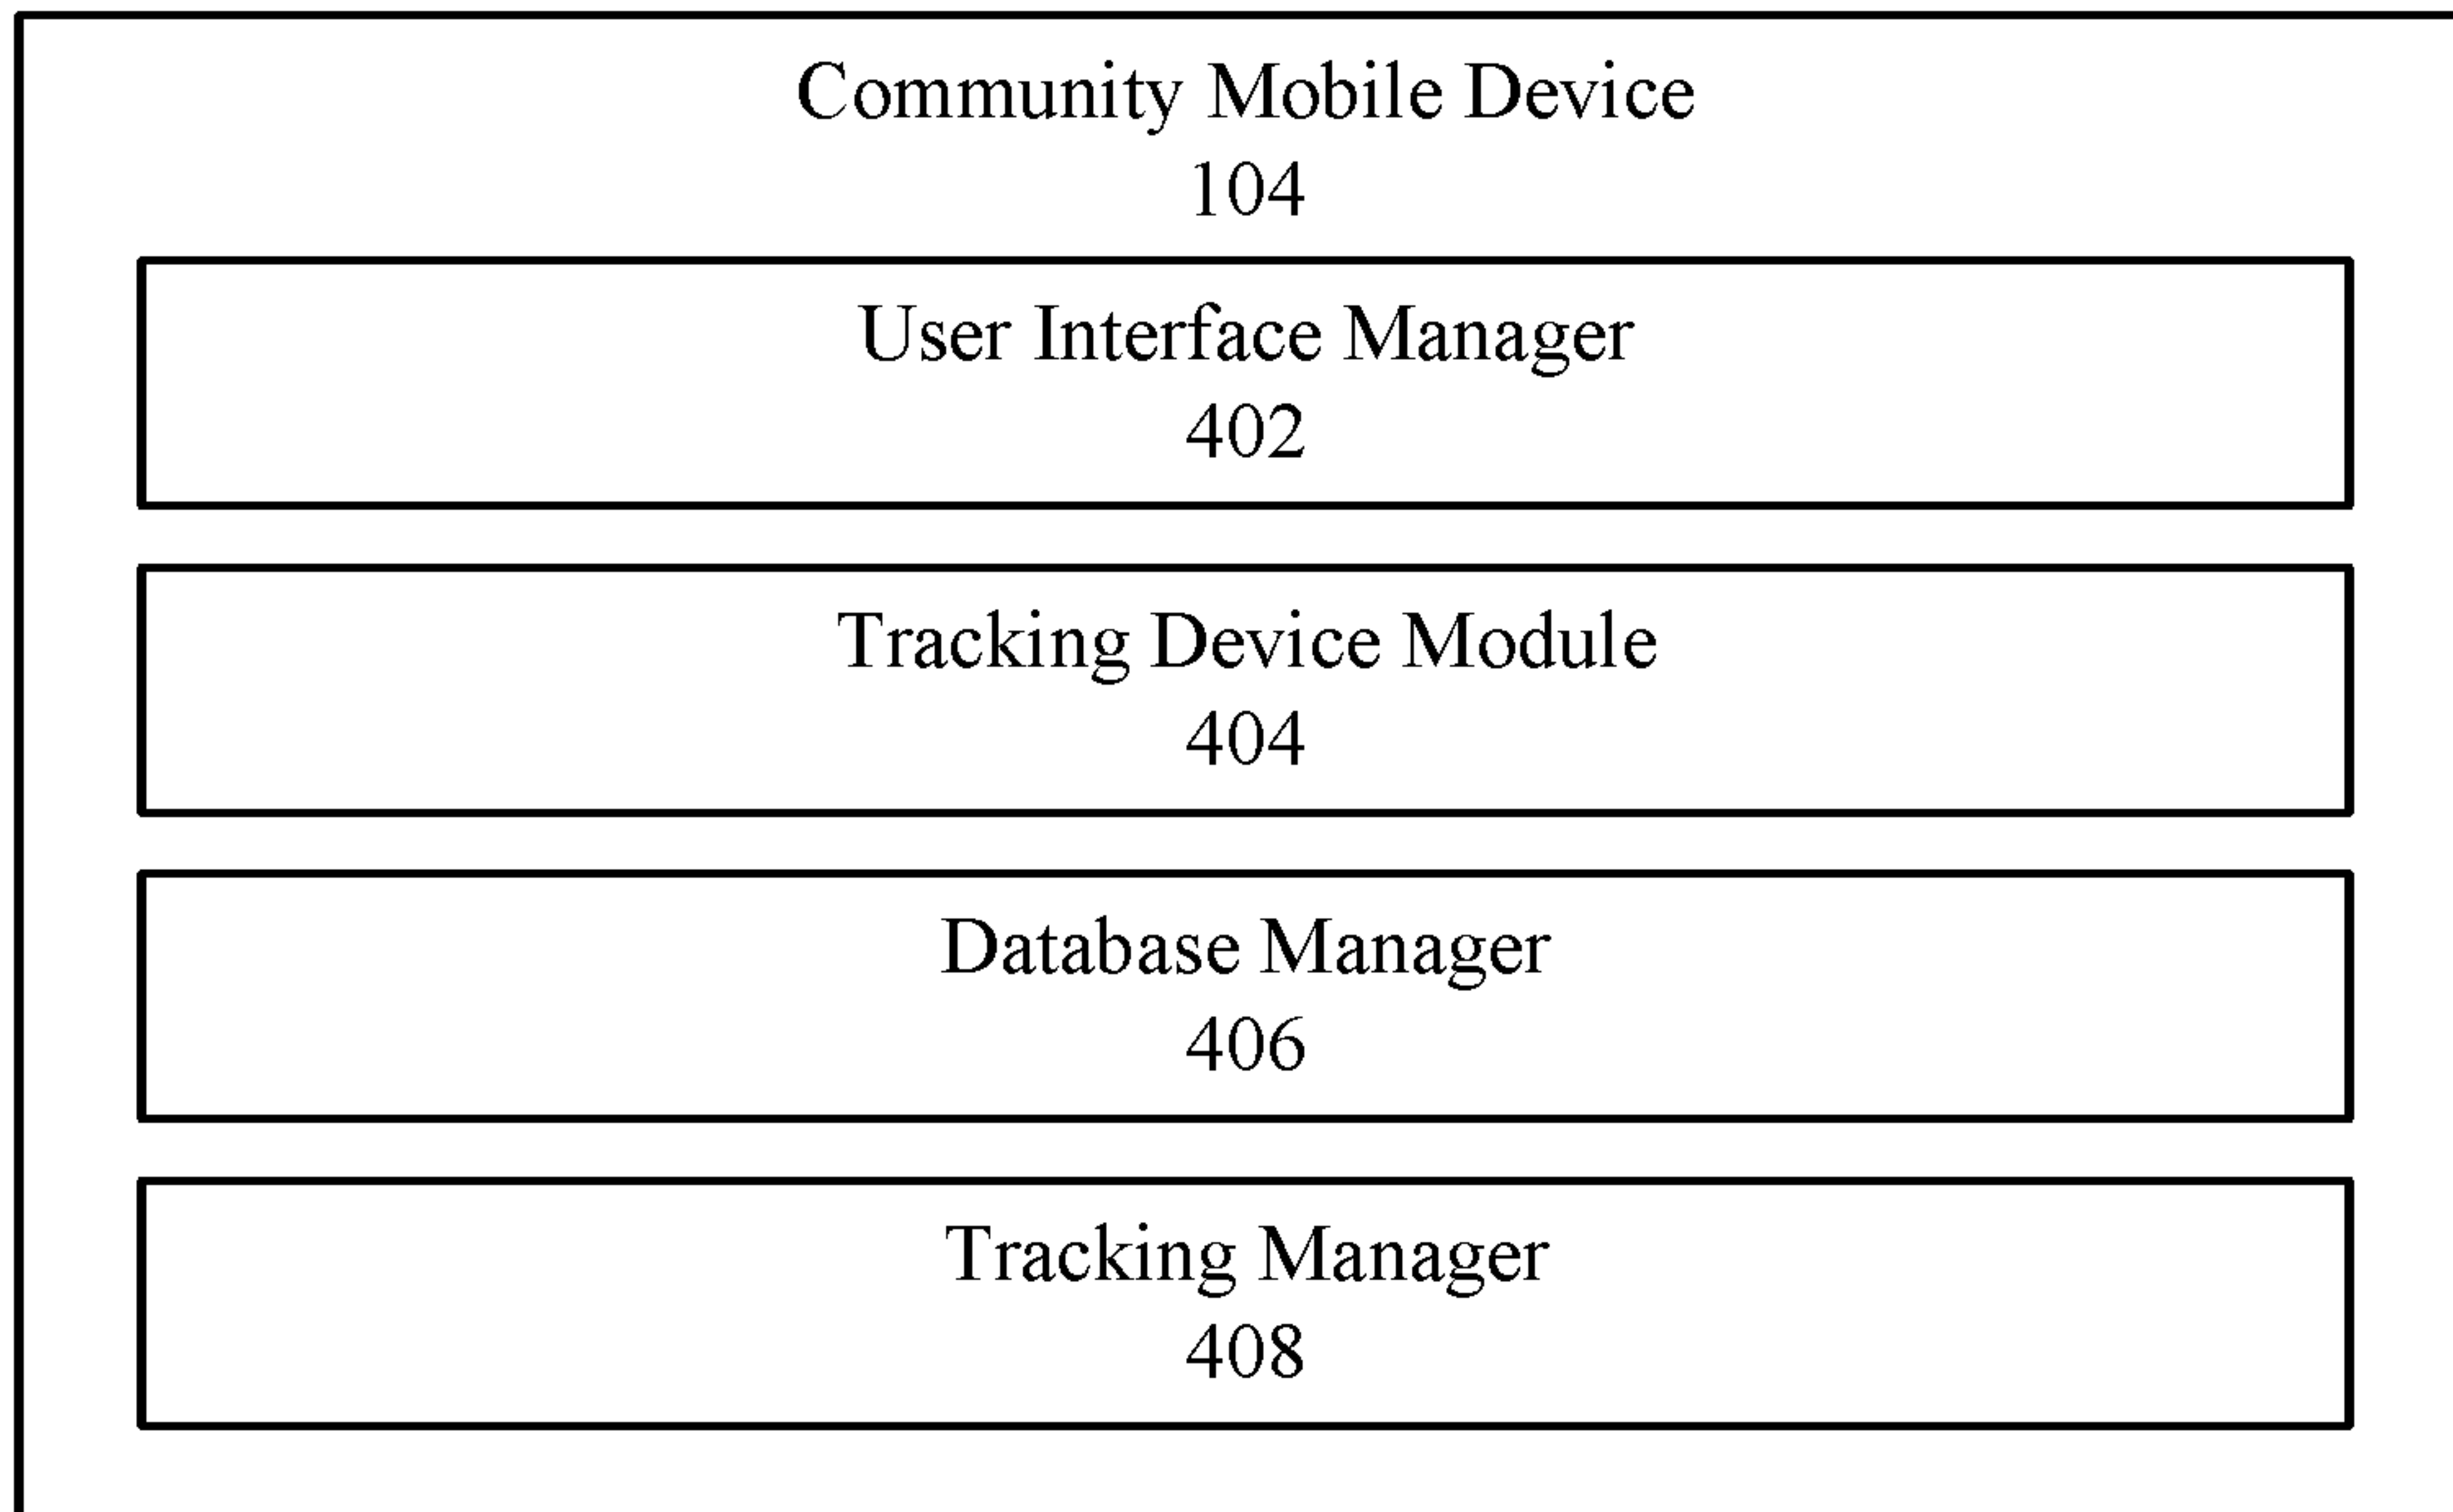 Community Mobile Device
104
User Interface Manager
402
Tracking Device Module
404
Database Manager
406
Tracking Manager
408